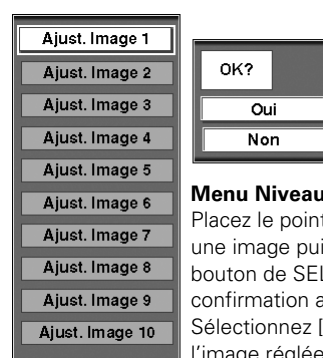 Ajust. Image 1
Ajust. Image 2
Ajust. Image 3
Ajust. Image 4
Ajust. Image 5
Ajust. Image 6
Ajust. Image 7
Ajust. Image 8
Ajust. Image 9
Ajust. Image 10
OK?
Oui
Non
Menu Niveau
Placez le point
une image pui
bouton de SEL
confirmation a
Sélectionnez [
l'image réglée